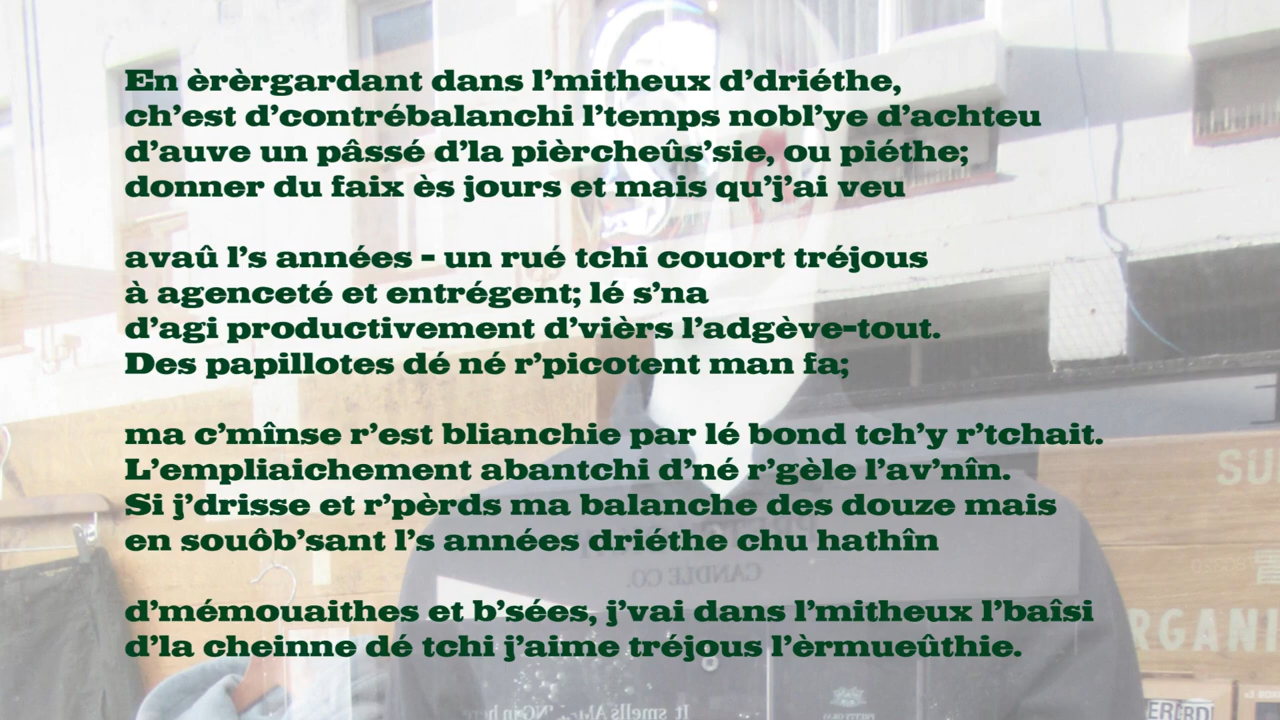 En èrèrgardant dans l’mitheux d’driéthe,
ch’est d’contrébalanchi l’temps nobl’ye d’achteu
d’auve un pâssé d’la pièrcheûs’sie, ou piéthe;
donner du faix ès jours et mais qu’j’ai veu
avaû l’s années - un rué tchi couort tréjous
à agenceté et entrégent; lé s’na
d’agi productivement d’vièrs l’adgève-tout.
Des papillotes dé né r’picotent man fa;
ma c’mînse r’est blianchie par lé bond tch’y r’tchait.
L’empliaichement abantchi d’né r’gèle l’av’nîn.
Si j’drisse et r’pèrds ma balanche des douze mais
en souôb’sant l’s années driéthe chu hathîn
d’mémouaithes et b’sées, j’vai dans l’mitheux l’baîsi
d’la cheinne dé tchi j’aime tréjous l’èrmueûthie.
CANDLE CO.
It smells